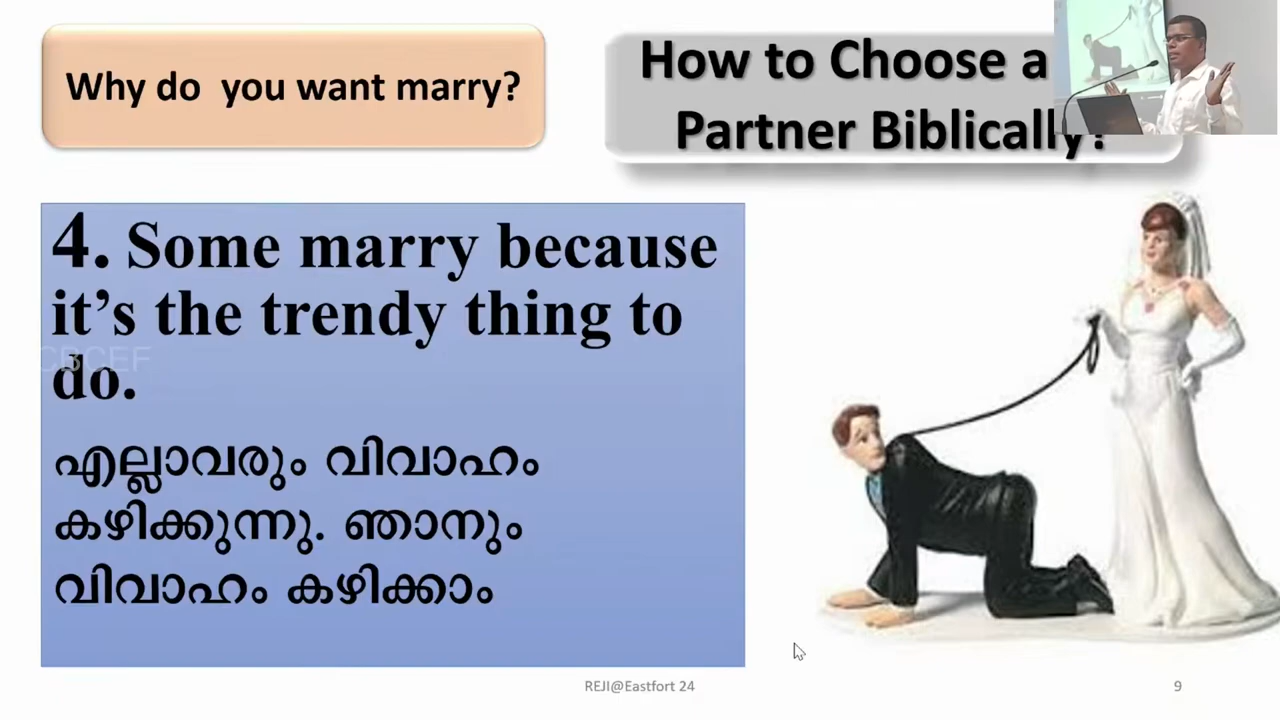 Why do you want marry?
How to Choose a
Partner Biblically?
4. Some marry because
it’s the trendy thing to
do.
CBCEF
എല്ലാവരും വിവാഹം
കഴിക്കുന്നു. ഞാനും
വിവാഹം കഴിക്കാം
REJI@Eastfort 24
9